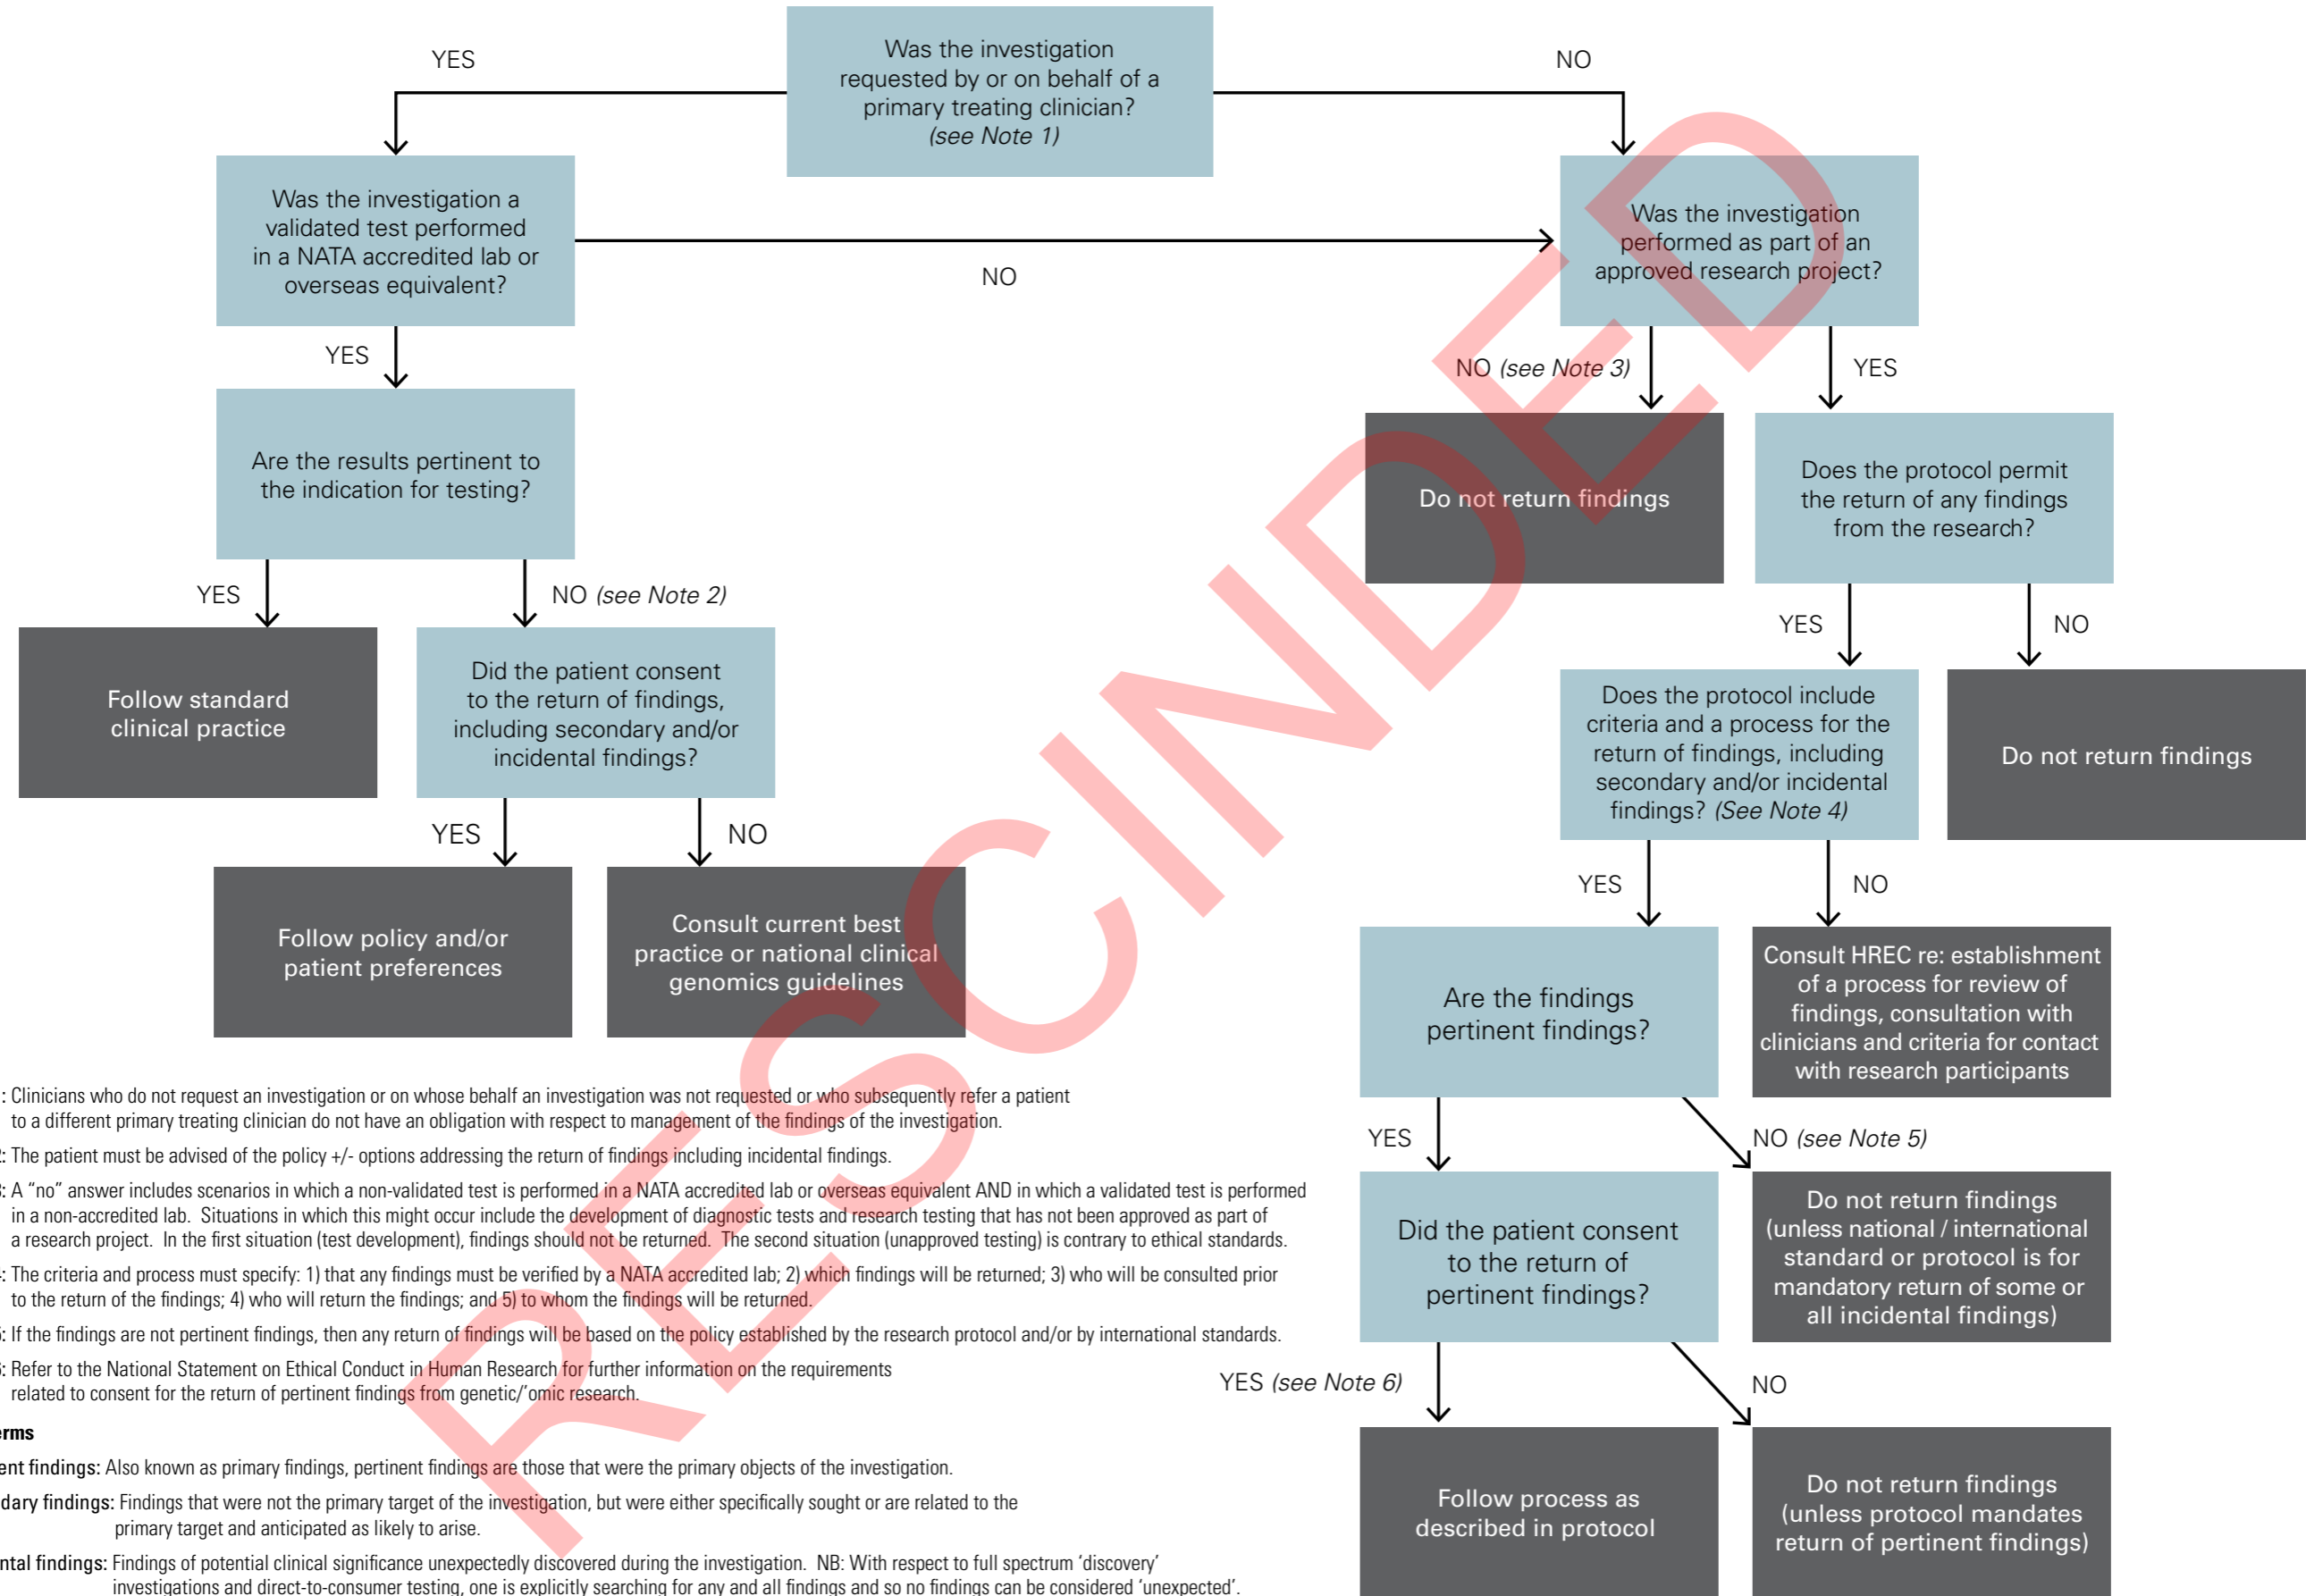 Was the investigation
requested by or on behalf of a
primary treating clinician?
(see Note 1)
YES
NO
Was the investigation a
validated test performed
in a NATA accredited lab or
overseas equivalent?
NO
Was the investigation
performed as part of an
approved research project?
YES
NO (see Note 3)
YES
Are the results pertinent to
the indication for testing?
Do not return findings
Does the protocol permit
the return of any findings
from the research?
YES
NO (see Note 2)
YES
NO
Follow standard
clinical practice
Did the patient consent
to the return of findings,
including secondary and/or
incidental findings?
Does the protocol include
criteria and a process for the
return of findings, including
secondary and/or incidental
findings? (See Note 4)
Do not return findings
YES
NO
YES
NO
Follow policy and/or
patient preferences
Consult current best
practice or national clinical
genomics guidelines
Are the findings
pertinent findings?
Consult HREC re: establishment
of a process for review of
findings, consultation with
clinicians and criteria for contact
with research participants
YES
NO (see Note 5)
Did the patient consent
to the return of
pertinent findings?
Do not return findings
(unless national / international
standard or protocol is for
mandatory return of some or
all incidental findings)
YES (see Note 6)
NO
Follow process as
described in protocol
Do not return findings
(unless protocol mandates
return of pertinent findings)
: Clinicians who do not request an investigation or on whose behalf an investigation was not requested or who subsequently refer a patient
to a different primary treating clinician do not have an obligation with respect to management of the findings of the investigation.
: The patient must be advised of the policy +/- options addressing the return of findings including incidental findings.
: A “no” answer includes scenarios in which a non-validated test is performed in a NATA accredited lab or overseas equivalent AND in which a validated test is performed
in a non-accredited lab. Situations in which this might occur include the development of diagnostic tests and research testing that has not been approved as part of
a research project. In the first situation (test development), findings should not be returned. The second situation (unapproved testing) is contrary to ethical standards.
: The criteria and process must specify: 1) that any findings must be verified by a NATA accredited lab; 2) which findings will be returned; 3) who will be consulted prior
to the return of the findings; 4) who will return the findings; and 5) to whom the findings will be returned.
: If the findings are not pertinent findings, then any return of findings will be based on the policy established by the research protocol and/or by international standards.
: Refer to the National Statement on Ethical Conduct in Human Research for further information on the requirements
related to consent for the return of pertinent findings from genetic/’omic research.
erms
ent findings: Also known as primary findings, pertinent findings are those that were the primary objects of the investigation.
dary findings: Findings that were not the primary target of the investigation, but were either specifically sought or are related to the
primary target and anticipated as likely to arise.
ntal findings: Findings of potential clinical significance unexpectedly discovered during the investigation. NB: With respect to full spectrum ‘discovery’
investigations and direct-to-consumer testing, one is explicitly searching for any and all findings and so no findings can be considered ‘unexpected’.
RESCINDED